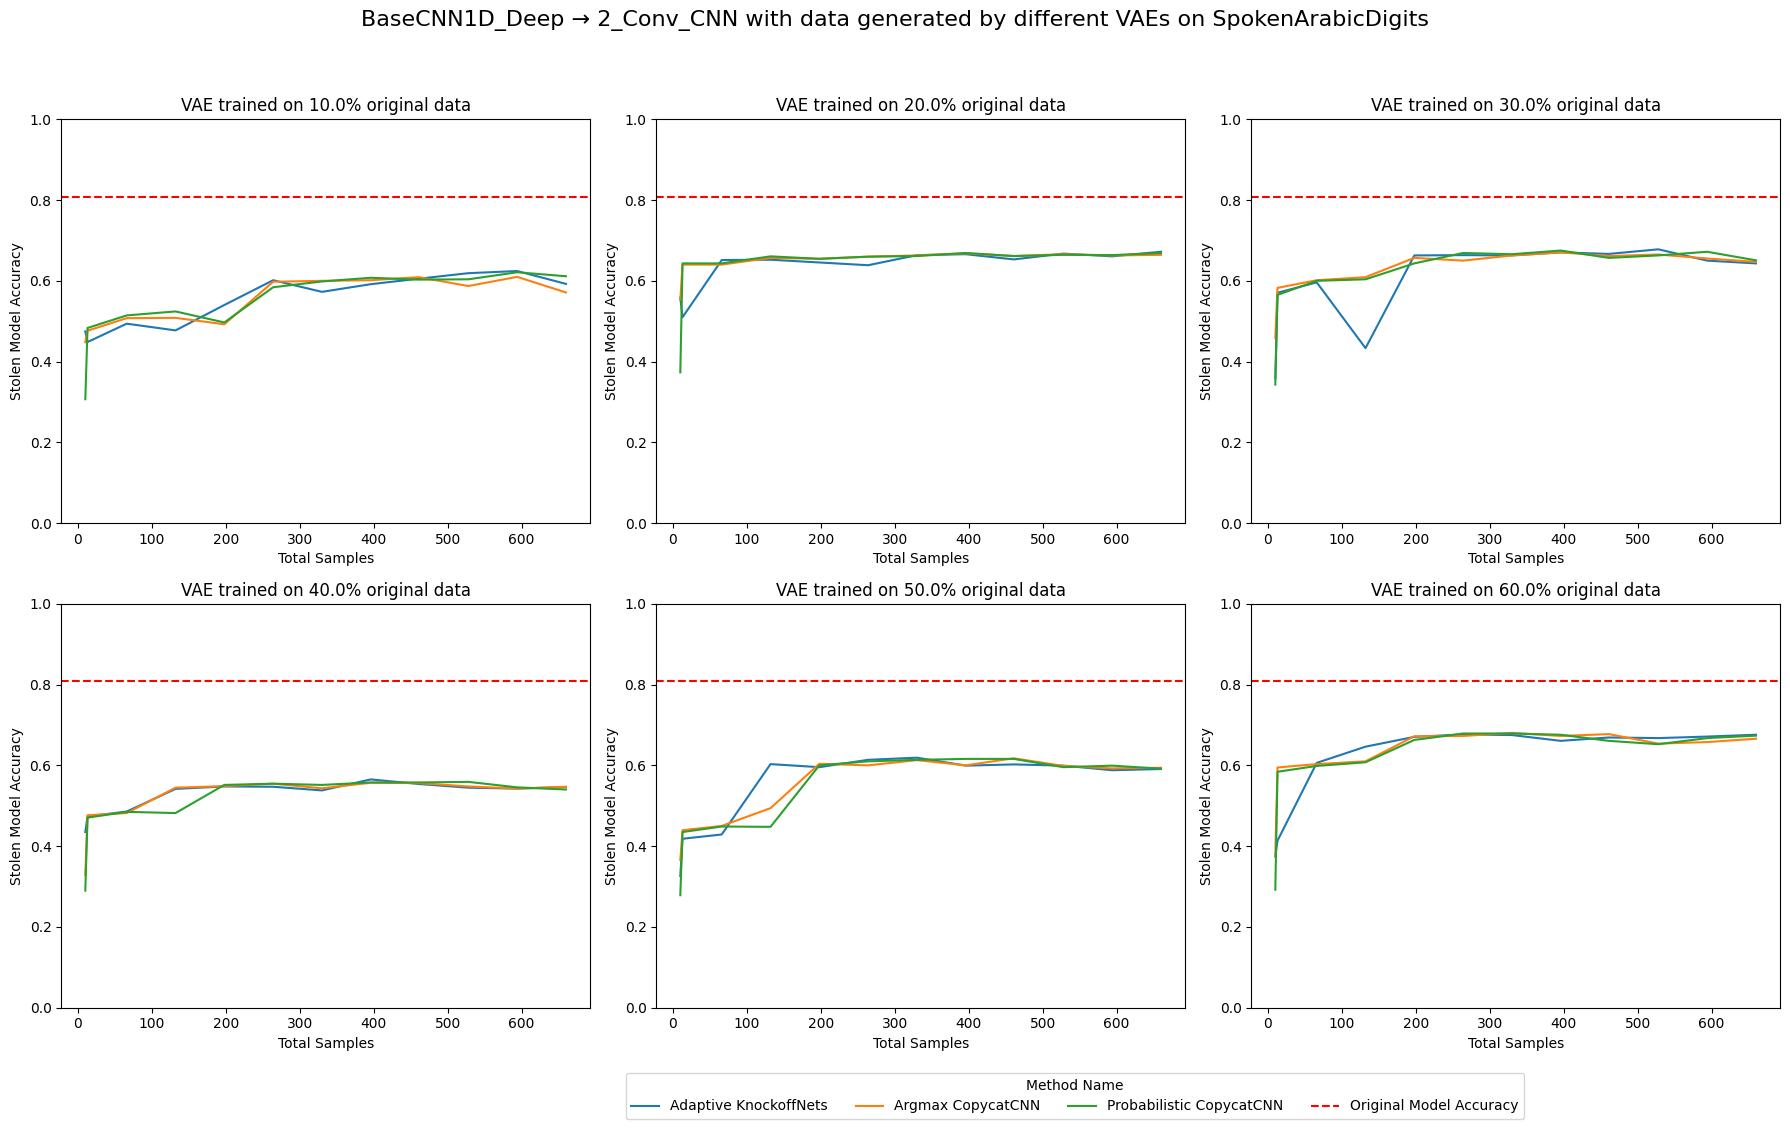 BaseCNN1D_Deep → 2_Conv_CNN with data generated by different VAEs on SpokenArabicDigits
VAE trained on 10.0% original data
1.0
0.8
0.6
0.4
0.2
0.0
Stolen Model Accuracy
0 100 200 300 400 500 600
Total Samples
VAE trained on 20.0% original data
1.0
0.8
0.6
0.4
0.2
0.0
Stolen Model Accuracy
0 100 200 300 400 500 600
Total Samples
VAE trained on 30.0% original data
1.0
0.8
0.6
0.4
0.2
0.0
Stolen Model Accuracy
0 100 200 300 400 500 600
Total Samples
VAE trained on 40.0% original data
1.0
0.8
0.6
0.4
0.2
0.0
Stolen Model Accuracy
0 100 200 300 400 500 600
Total Samples
VAE trained on 50.0% original data
1.0
0.8
0.6
0.4
0.2
0.0
Stolen Model Accuracy
0 100 200 300 400 500 600
Total Samples
VAE trained on 60.0% original data
1.0
0.8
0.6
0.4
0.2
0.0
Stolen Model Accuracy
0 100 200 300 400 500 600
Total Samples
Method Name
Adaptive KnockoffNets Argmax CopycatCNN Probabilistic CopycatCNN Original Model Accuracy